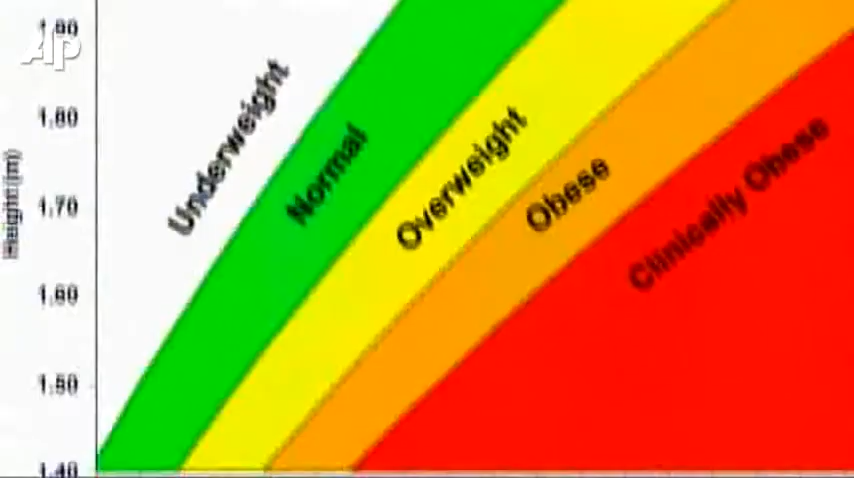 AP
1.90
1.80
1.70
1.60
1.50
1.40
Height (m)
Underweight
Normal
Overweight
Obese
Clinically Obese